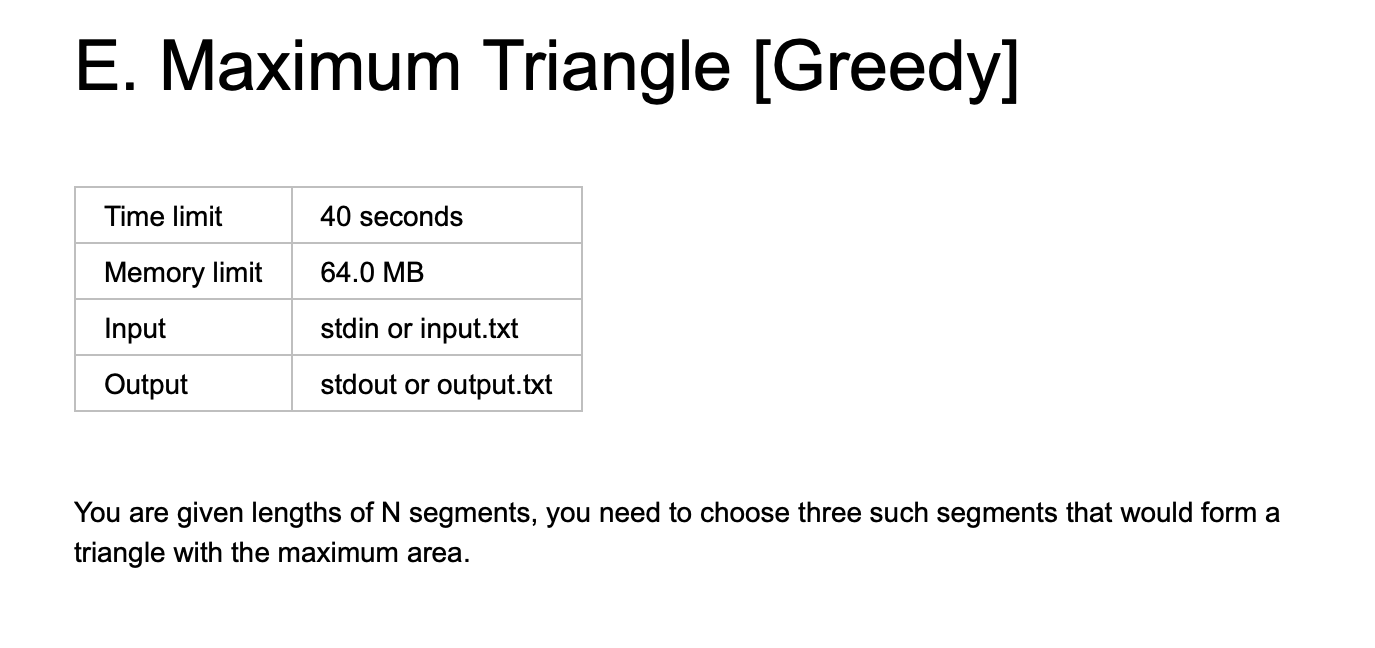 E. Maximum Triangle [Greedy]
Time limit 40 seconds
Memory limit 64.0 MB
Input stdin or input.txt
Output stdout or output.txt
You are given lengths of N segments, you need to choose three such segments that would form a
triangle with the maximum area.